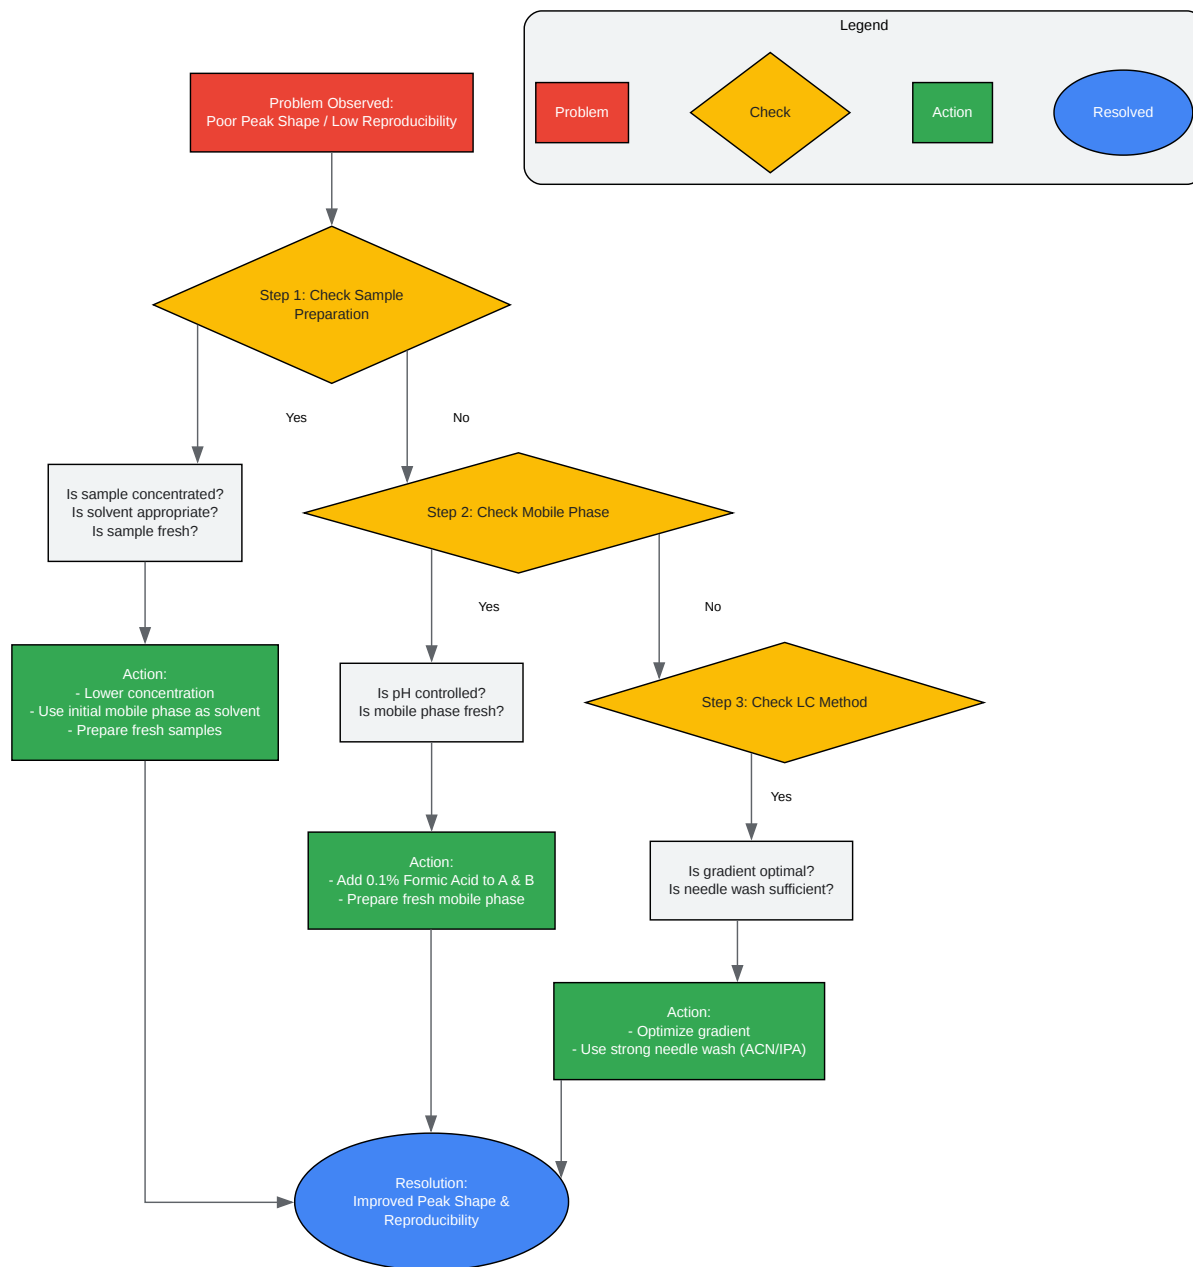 Legend
Problem
Check
Action
Resolved
Problem Observed:
Poor Peak Shape / Low Reproducibility
Step 1: Check Sample
Preparation
Yes
No
Is sample concentrated?
Is solvent appropriate?
Is sample fresh?
Step 2: Check Mobile Phase
Yes
No
Action:
- Lower concentration
- Use initial mobile phase as solvent
- Prepare fresh samples
Is pH controlled?
Is mobile phase fresh?
Step 3: Check LC Method
Yes
Action:
- Add 0.1% Formic Acid to A & B
- Prepare fresh mobile phase
Is gradient optimal?
Is needle wash sufficient?
Action:
- Optimize gradient
- Use strong needle wash (ACN/IPA)
Resolution:
Improved Peak Shape &
Reproducibility